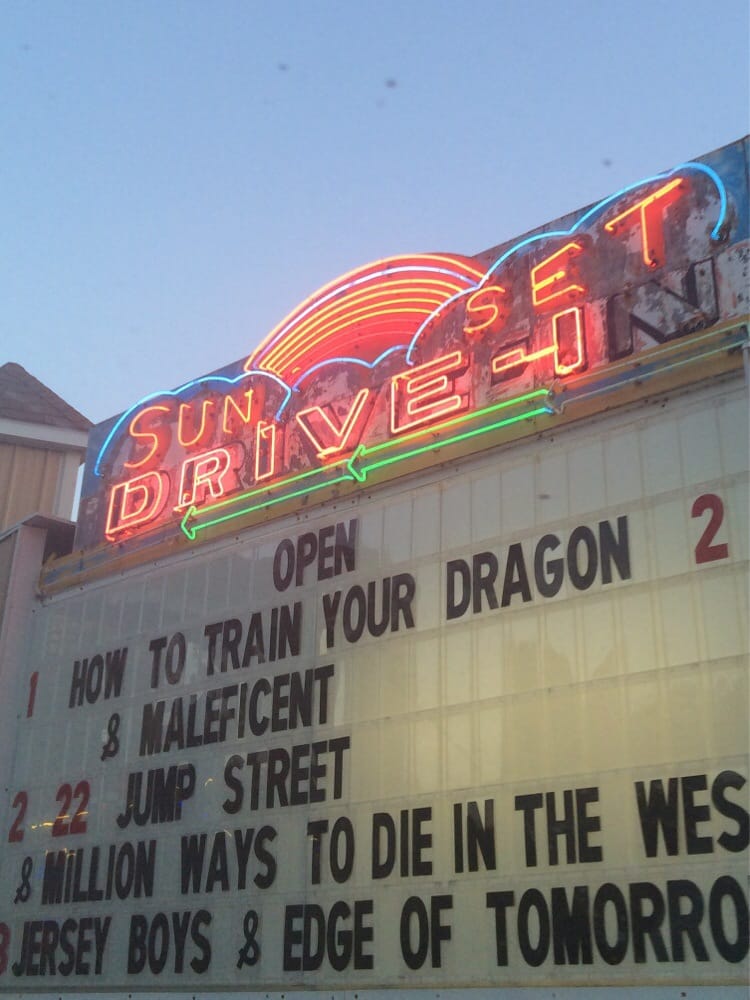 SUNSET
DRIVE-IN
OPEN
1 HOW TO TRAIN YOUR DRAGON 2
& MALEFICENT
2 22 JUMP STREET
& MILLION WAYS TO DIE IN THE WES
3 JERSEY BOYS & EDGE OF TOMORRO